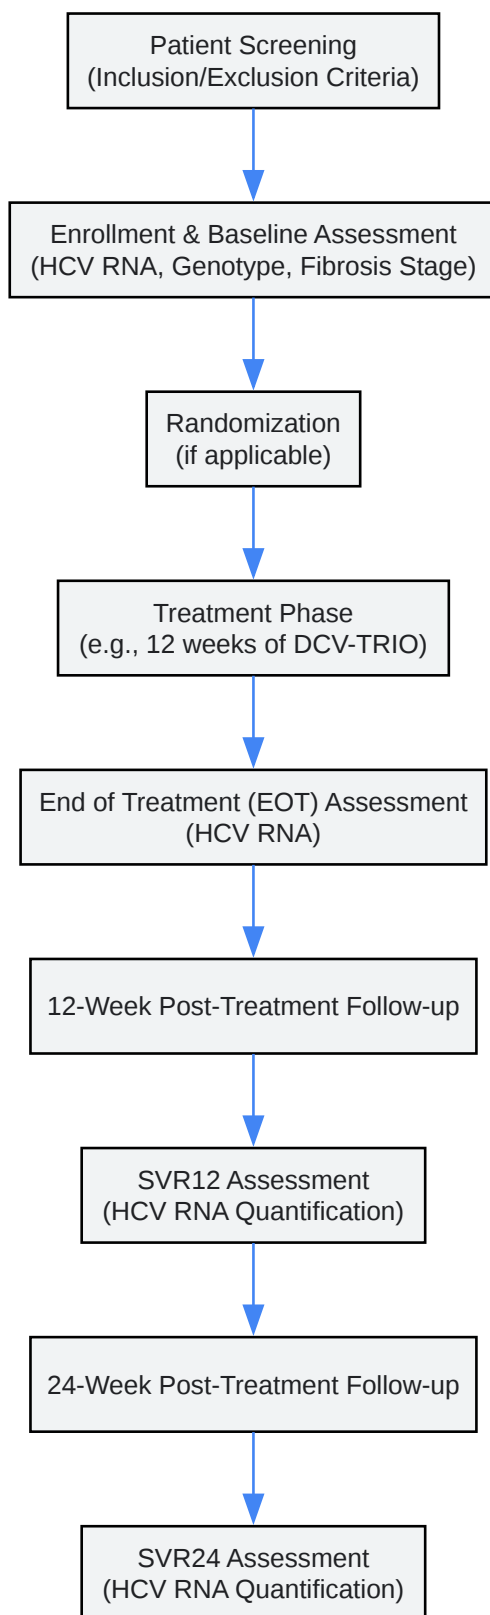 Patient Screening
(Inclusion/Exclusion Criteria)
Enrollment & Baseline Assessment
(HCV RNA, Genotype, Fibrosis Stage)
Randomization
(if applicable)
Treatment Phase
(e.g., 12 weeks of DCV-TRIO)
End of Treatment (EOT) Assessment
(HCV RNA)
12-Week Post-Treatment Follow-up
SVR12 Assessment
(HCV RNA Quantification)
24-Week Post-Treatment Follow-up
SVR24 Assessment
(HCV RNA Quantification)